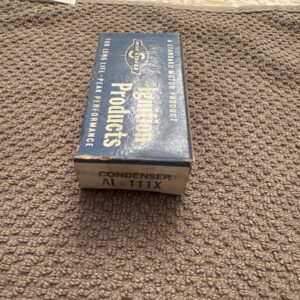 A STANDARD MOTOR PRODUCT
Ignition
Products
FOR LONG LIFE-PEAK PERFORMANCE
CONDENSER
AL-111X